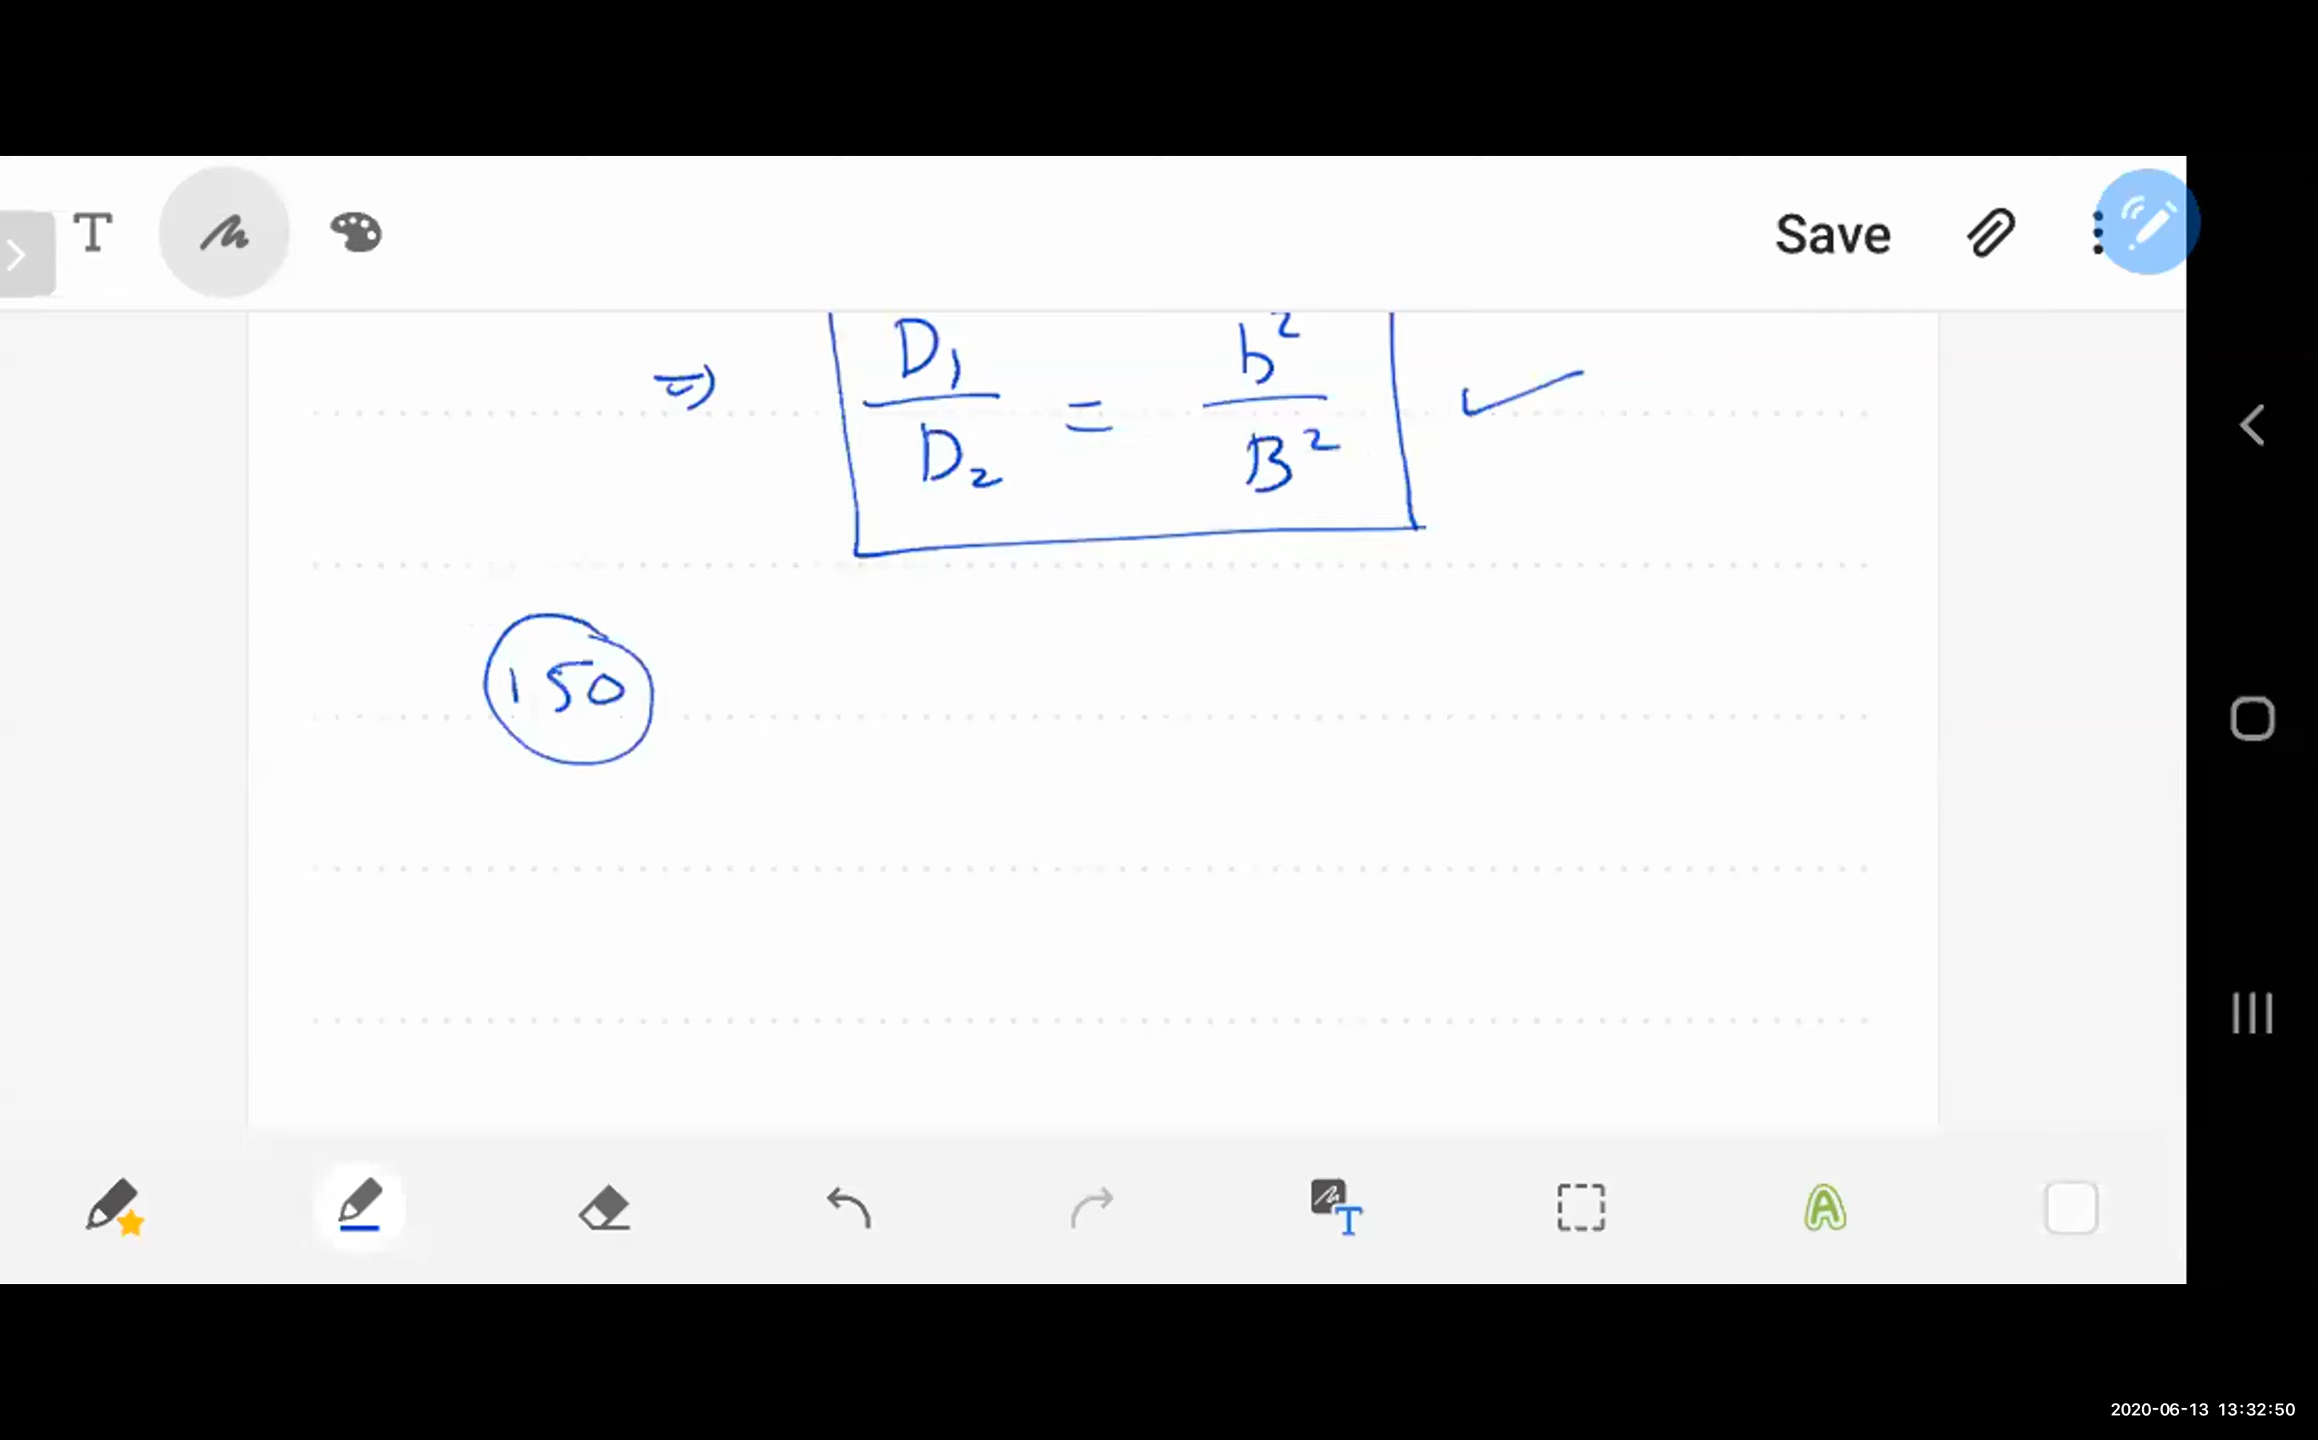 T Save
⇒ D₁/D₂ = b²/B² ✓
150
T A
2020-06-13 13:32:50